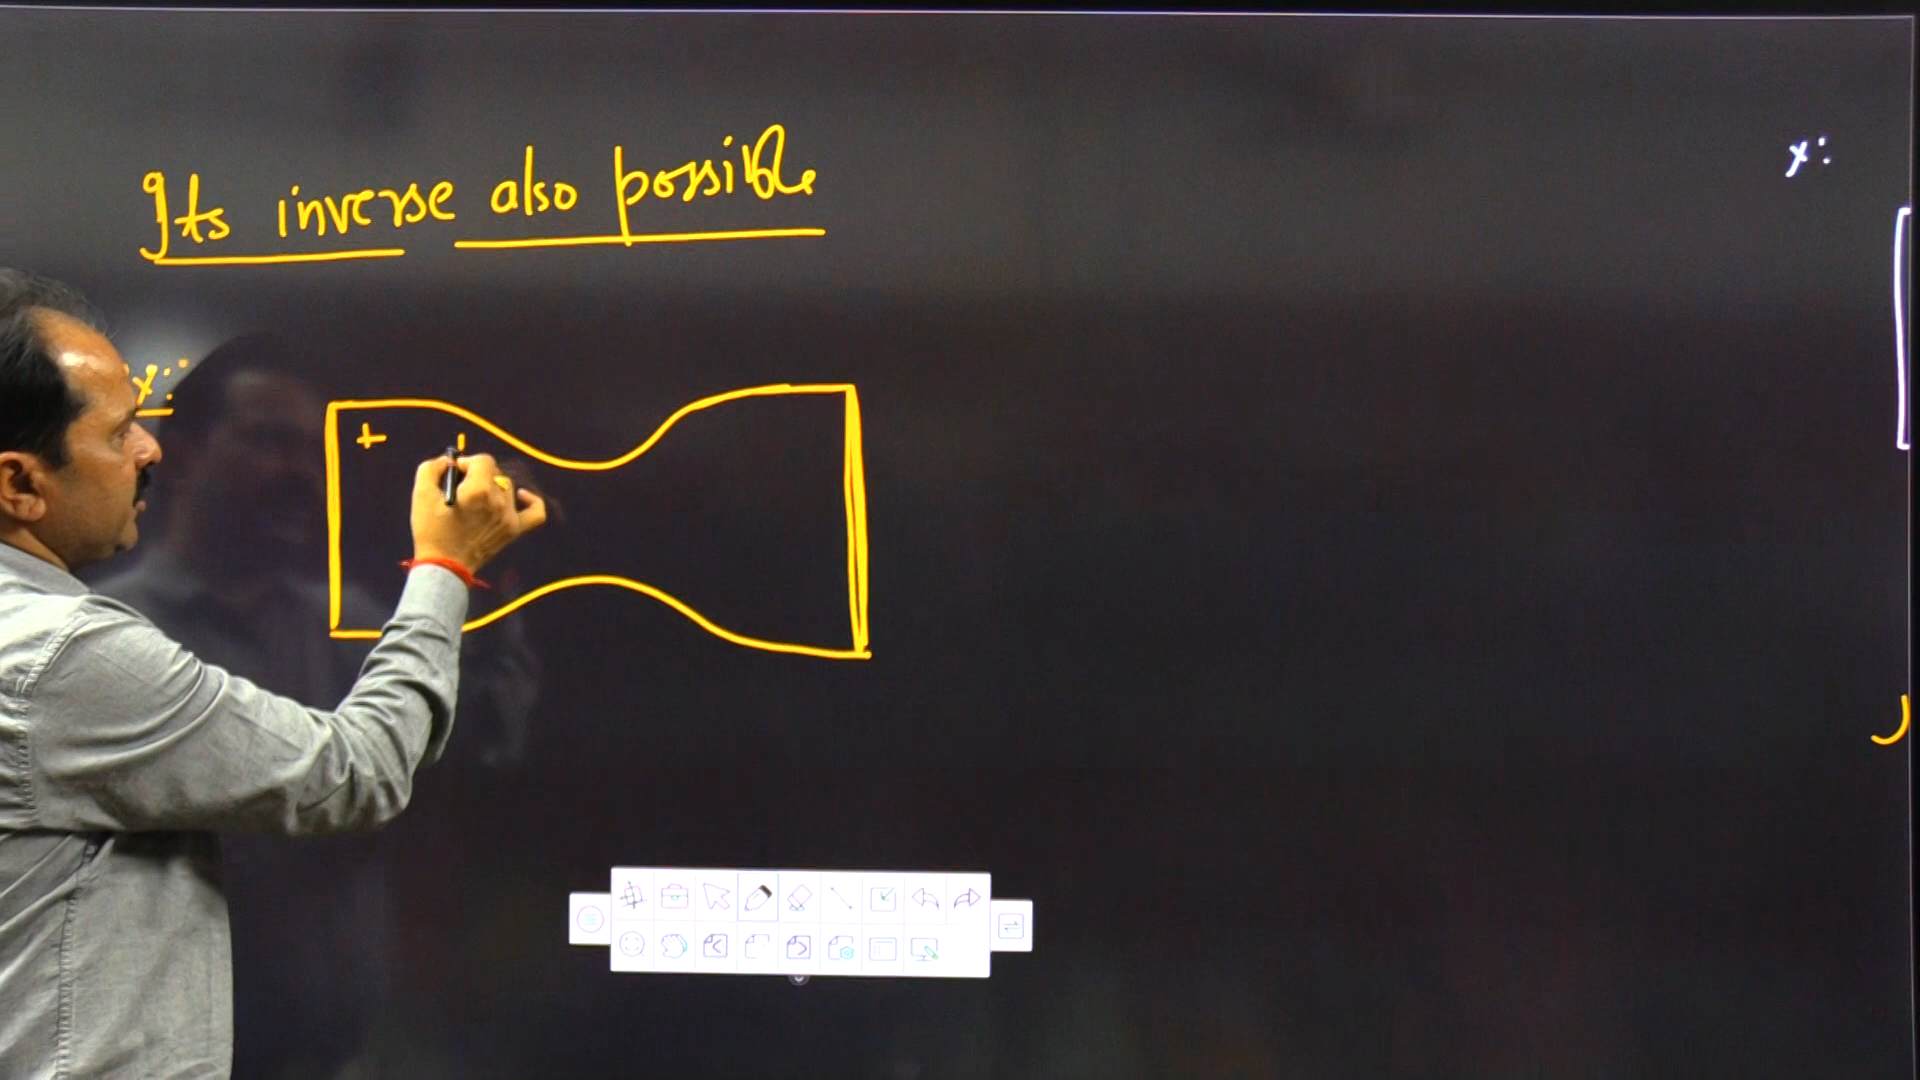 Its inverse also possible
x:
x:
+ +